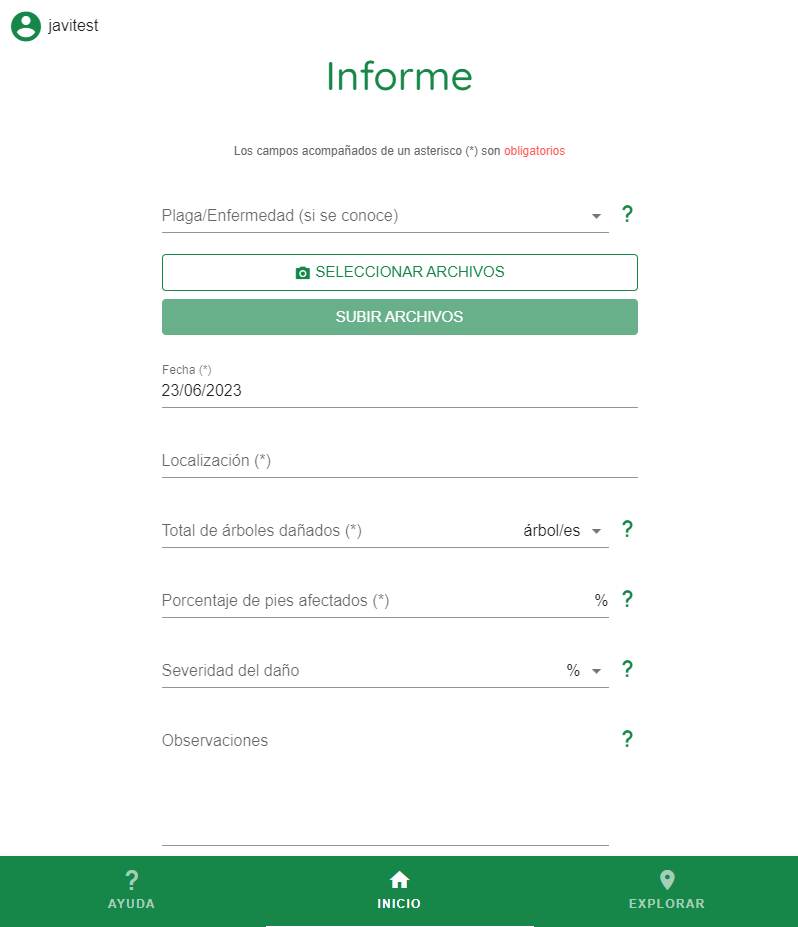 javitest
Informe
Los campos acompañados de un asterisco (*) son obligatorios
Plaga/Enfermedad (si se conoce) ?
SELECCIONAR ARCHIVOS
SUBIR ARCHIVOS
Fecha (*)
23/06/2023
Localización (*)
Total de árboles dañados (*) árbol/es ?
Porcentaje de pies afectados (*) % ?
Severidad del daño % ?
Observaciones ?
? 
AYUDA INICIO EXPLORAR